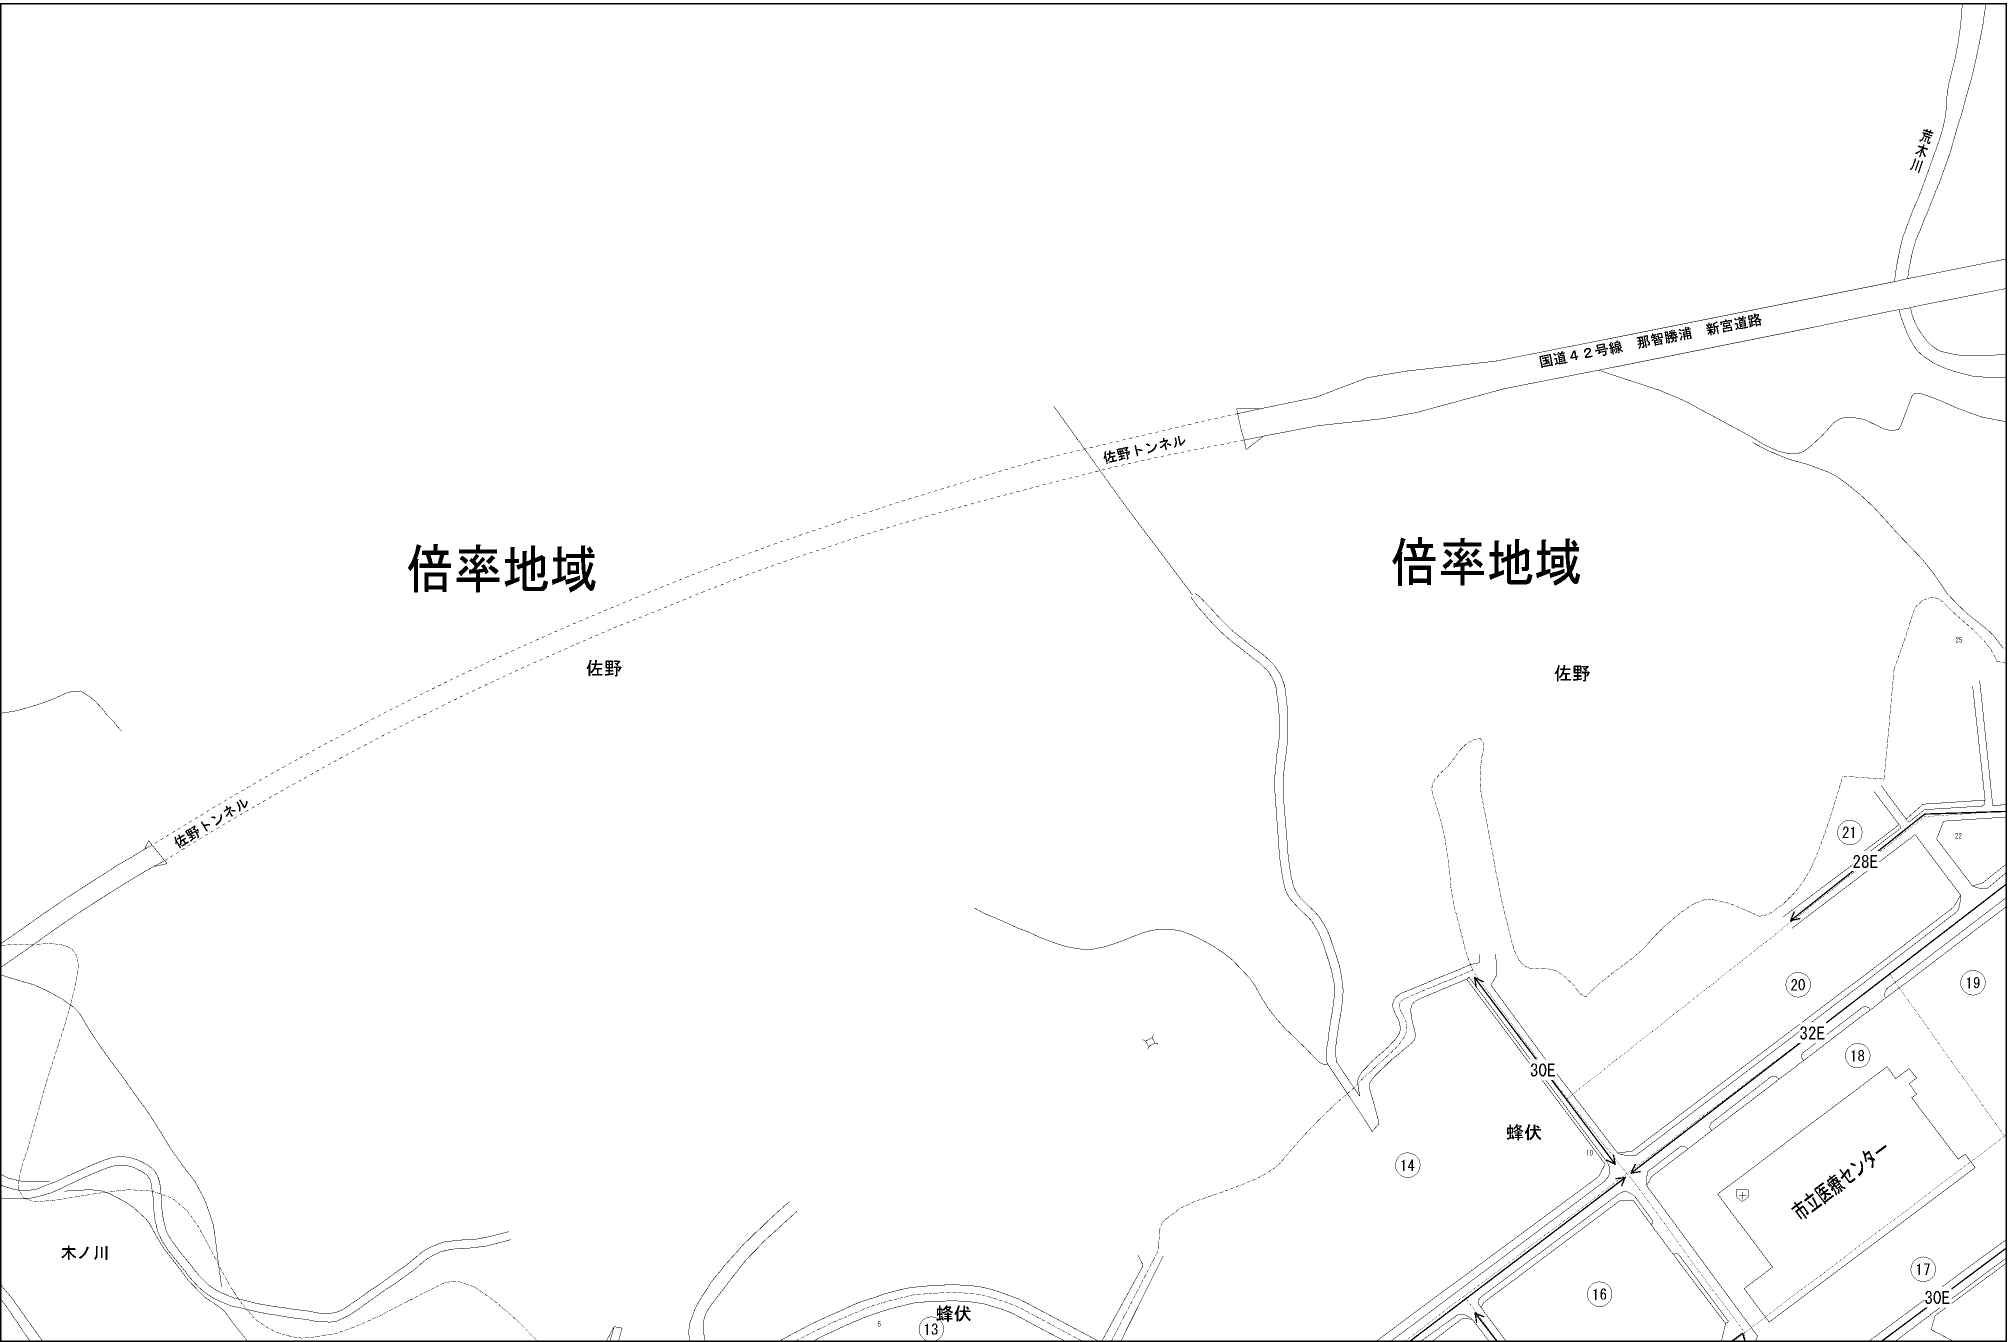 荒木川
国道42号線 那智勝浦 新宮道路
佐野トンネル
倍率地域
倍率地域
佐野
佐野
25
佐野トンネル
21
22
28E
20
19
32E
18
30E
蜂伏
10
14
市立医療センター
木ノ川
17
16
30E
蜂伏
5
13